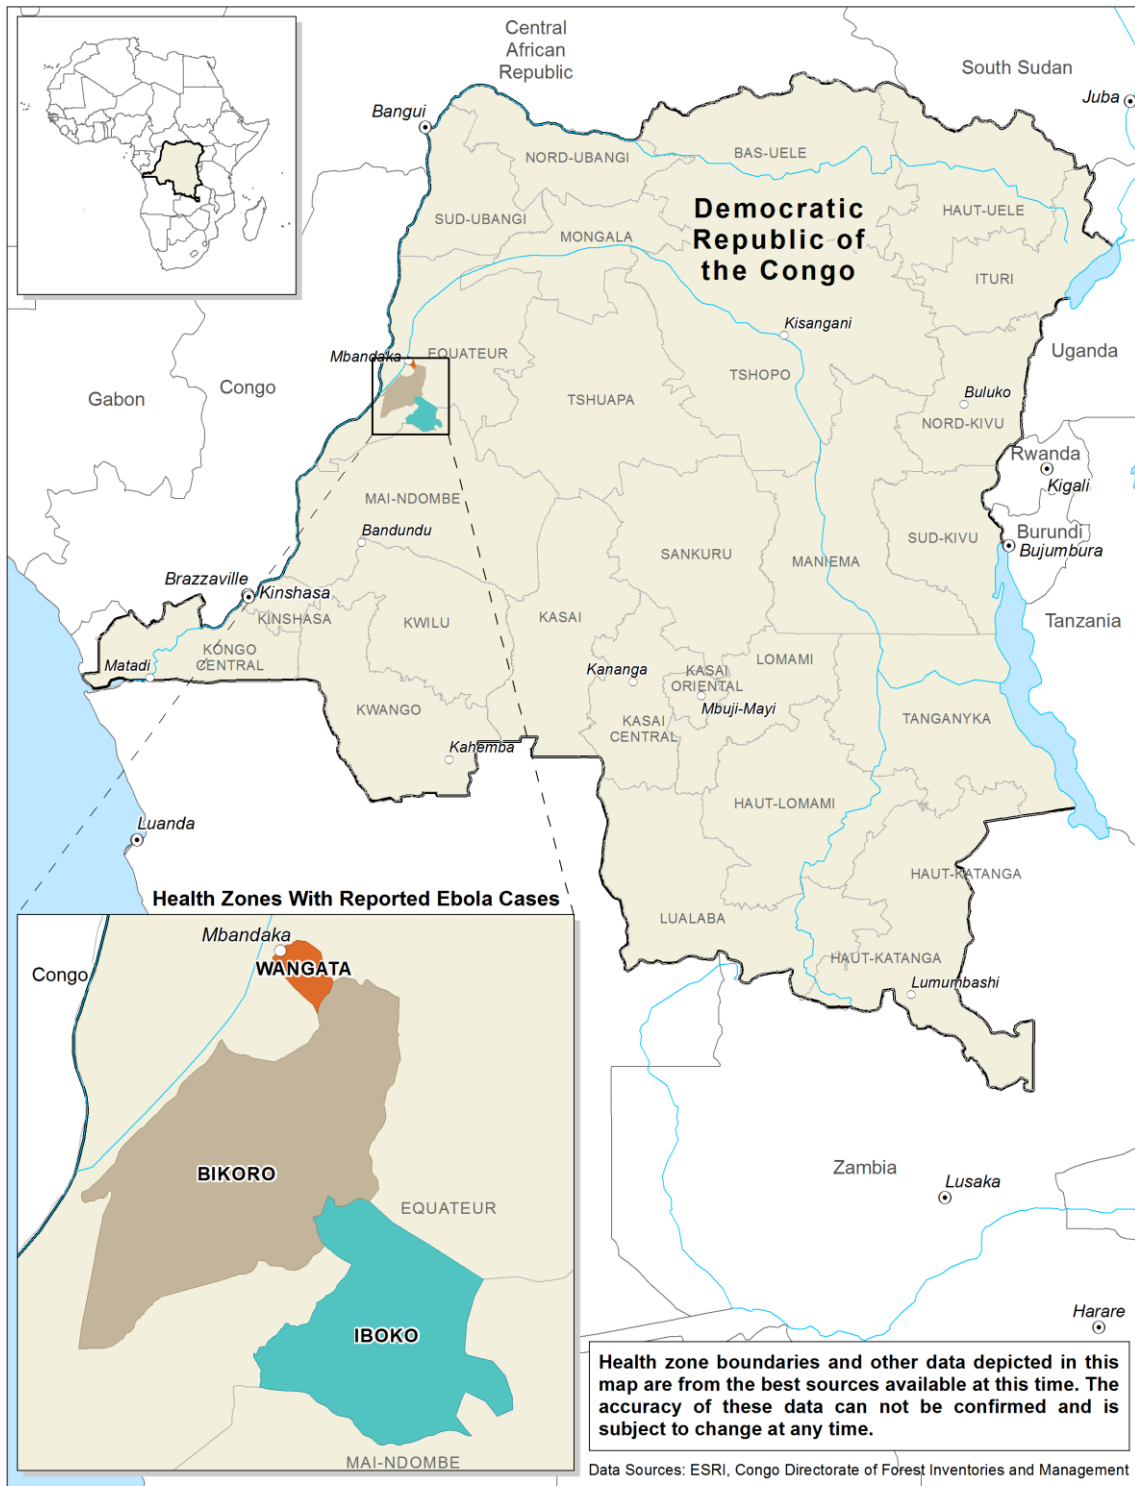 Central
African
Republic
South Sudan
Juba
Bangui
NORD-UBANGI
BAS-UELE
Democratic
Republic of
the Congo
HAUT-UELE
SUD-UBANGI
MONGALA
ITURI
Kisangani
Mbandaka
EQUATEUR
Uganda
Gabon
Congo
TSHUAPA
TSHOPO
Buluko
NORD-KIVU
Rwanda
Kigali
MAI-NDOMBE
Bandundu
SANKURU
MANIEMA
SUD-KIVU
Burundi
Bujumbura
Brazzaville
Kinshasa
KINSHASA
KWILU
KASAI
Tanzania
KONGO
CENTRAL
Matadi
Kananga
KASAI
ORIENTAL
LOMAMI
Mbuji-Mayi
KWANGO
KASAI
CENTRAL
TANGANYKA
Kahemba
HAUT-LOMAMI
Luanda
HAUT-KATANGA
LUALABA
HAUT-KATANGA
Lumumbashi
Zambia
Lusaka
Harare
Health Zones With Reported Ebola Cases
Mbandaka
WANGATA
Congo
BIKORO
EQUATEUR
IBOKO
MAI-NDOMBE
Health zone boundaries and other data depicted in this
map are from the best sources available at this time. The
accuracy of these data can not be confirmed and is
subject to change at any time.
Data Sources: ESRI, Congo Directorate of Forest Inventories and Management